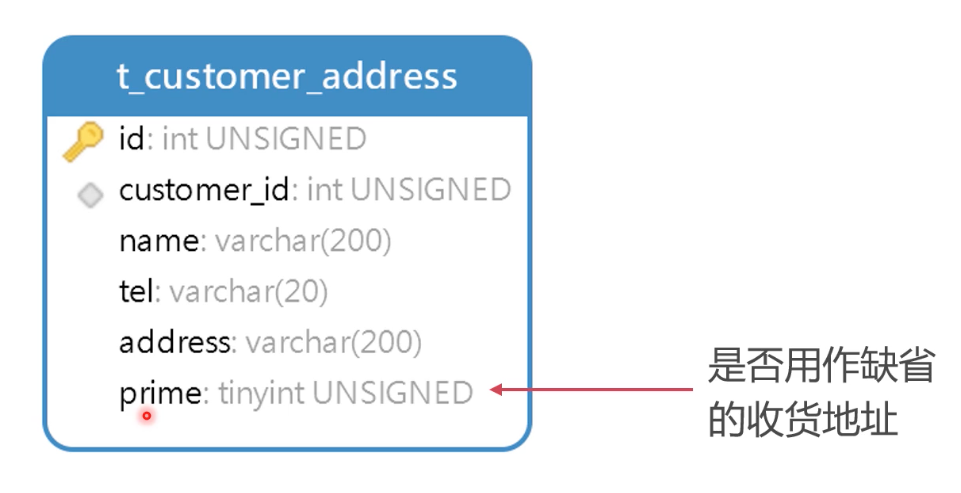 t_customer_address
id: int UNSIGNED
customer_id: int UNSIGNED
name: varchar(200)
tel: varchar(20)
address: varchar(200)
prime: tinyint UNSIGNED
是否用作缺省
的收货地址